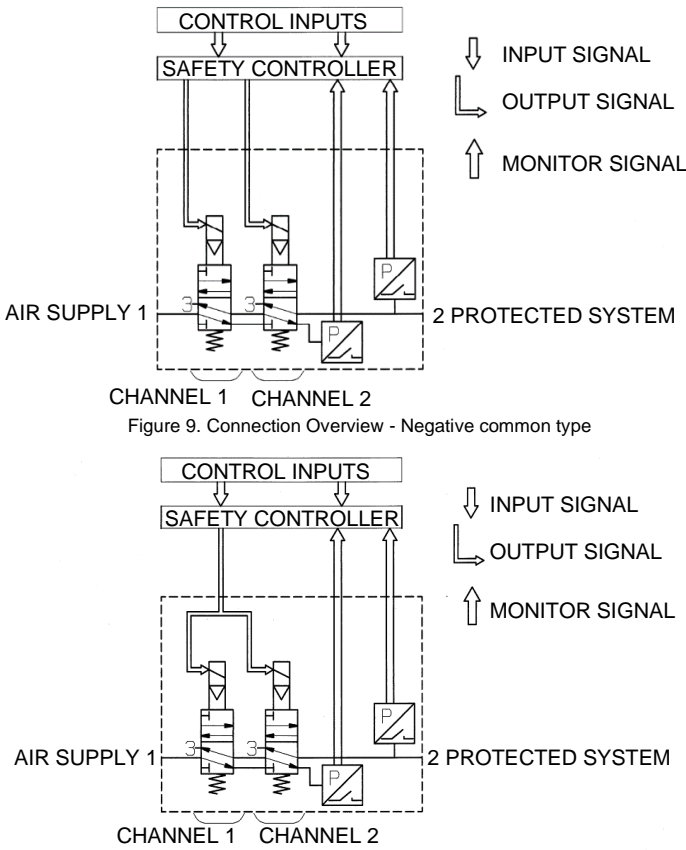 CONTROL INPUTS
SAFETY CONTROLLER
INPUT SIGNAL
OUTPUT SIGNAL
MONITOR SIGNAL
P
AIR SUPPLY 1
3
3
P
2 PROTECTED SYSTEM
CHANNEL 1 CHANNEL 2
Figure 9. Connection Overview - Negative common type
CONTROL INPUTS
SAFETY CONTROLLER
INPUT SIGNAL
OUTPUT SIGNAL
MONITOR SIGNAL
P
AIR SUPPLY 1
3
3
P
2 PROTECTED SYSTEM
CHANNEL 1 CHANNEL 2